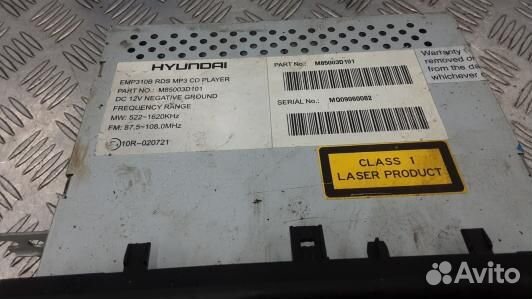 HYUNDAI
EMP310B RDS MP3 CD PLAYER
PART NO.: M85003D101
DC 12V NEGATIVE GROUND
FREQUENCY RANGE
MW: 522~1620KHz
FM: 87.5~108.0MHz
10R-020721
PART NO.: M85003D101
SERIAL NO.: MQ09060082
Warranty
removed or
from the da
whichever
CLASS 1
LASER PRODUCT
Avito